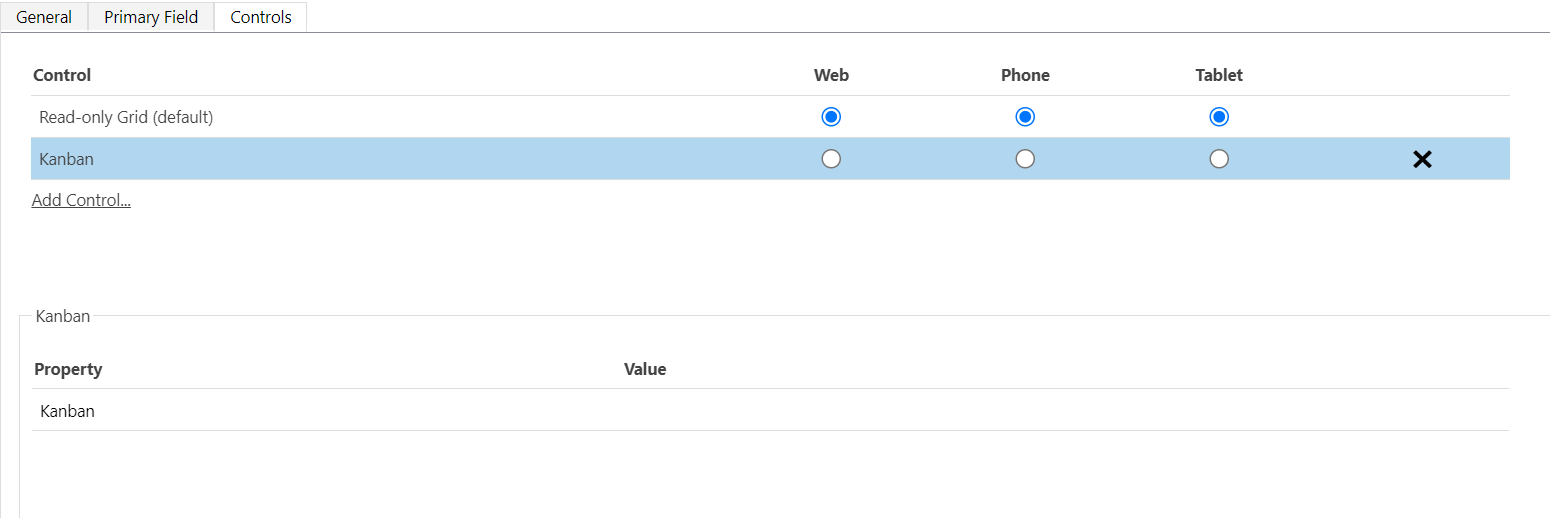 General Primary Field Controls
Control Web Phone Tablet
Read-only Grid (default)
Kanban
Add Control...
Kanban
Property Value
Kanban